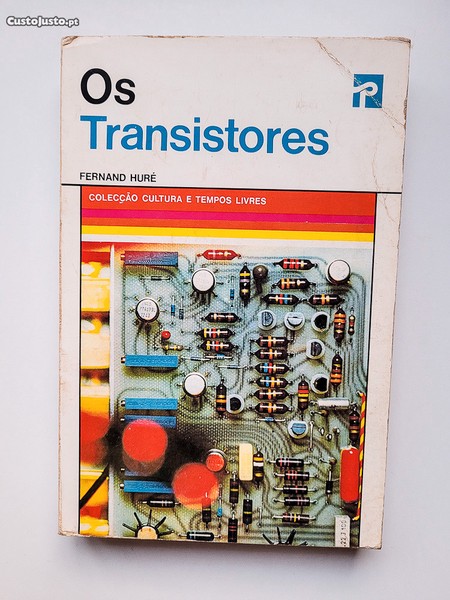 CustoJusto.pt
Os
Transistores
FERNAND HURÉ
COLECÇÃO CULTURA E TEMPOS LIVRES